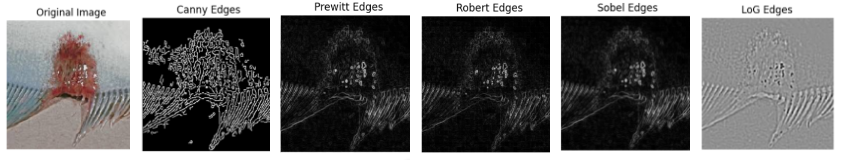 Original Image
Canny Edges
Prewitt Edges
Robert Edges
Sobel Edges
LoG Edges